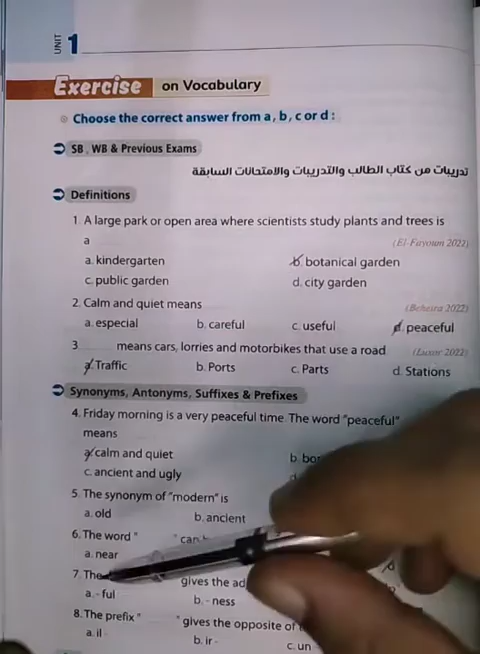 UNIT 1
Exercise on Vocabulary
Choose the correct answer from a, b, c or d :
SB , WB & Previous Exams
تدريبات من كتاب الطالب والتدريبات والامتحانات السابقة
Definitions
1. A large park or open area where scientists study plants and trees is
a (El-Fayoum 2022)
a. kindergarten b. botanical garden
c. public garden d. city garden
2. Calm and quiet means (Beheira 2022)
a. especial b. careful c. useful d. peaceful
3. means cars, lorries and motorbikes that use a road (Luxor 2022)
a. Traffic b. Ports c. Parts d. Stations
Synonyms, Antonyms, Suffixes & Prefixes
4. Friday morning is a very peaceful time. The word "peaceful"
means
a. calm and quiet b.
c. ancient and ugly
5. The synonym of "modern" is
a. old b. ancient
6. The word "
a. near
7. The gives the
a. - ful b. - ness
8. The prefix " " gives the opposite of
a. il - b. ir - c. un